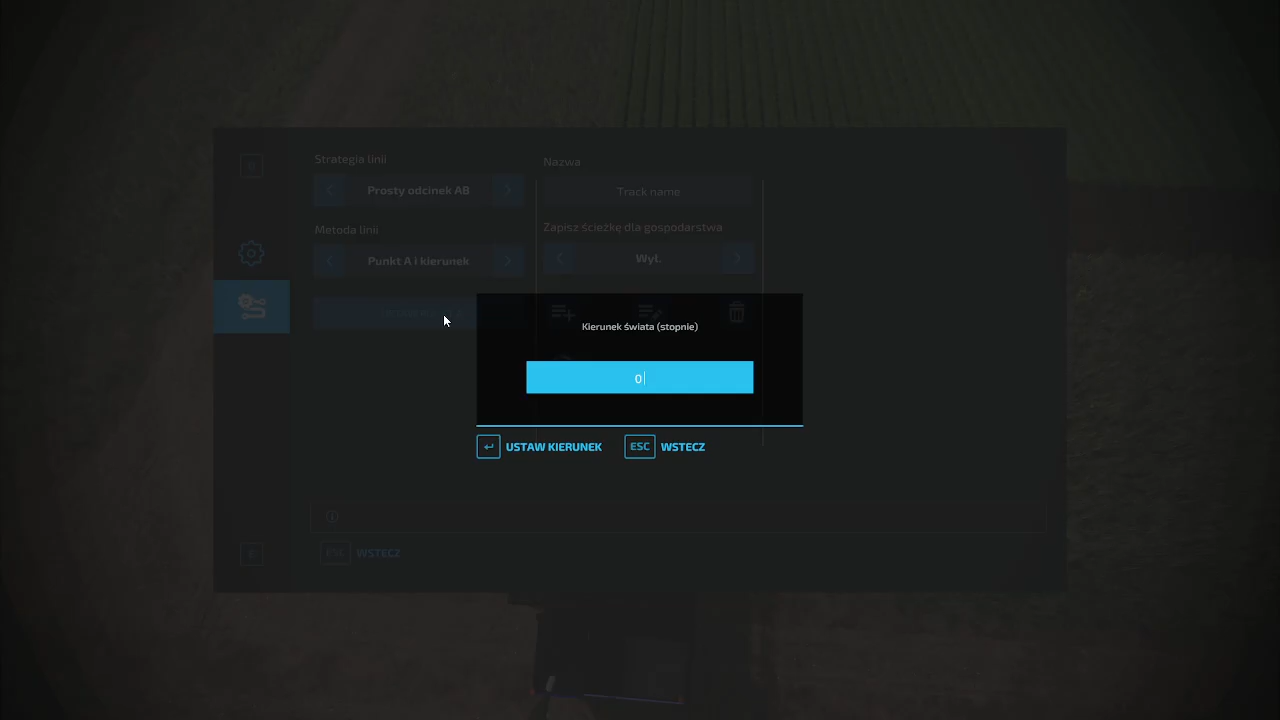 Strategia linii
Nazwa
Prosty odcinek AB
Track name
Metoda linii
Zapisz ścieżkę dla gospodarstwa
Punkt A i kierunek
Wył.
Kierunek świata (stopnie)
0
USTAW KIERUNEK
ESC WSTECZ
ESC WSTECZ